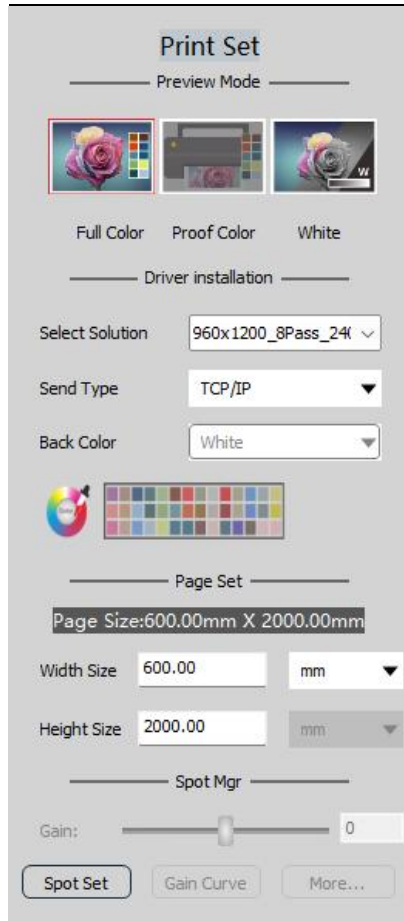 Print Set
Preview Mode
W
Full Color Proof Color White
Driver installation
Select Solution 960x1200_8Pass_240
Send Type TCP/IP
Back Color White
Page Set
Page Size:600.00mm X 2000.00mm
Width Size 600.00 mm
Height Size 2000.00 mm
Spot Mgr
Gain: 0
Spot Set Gain Curve More...